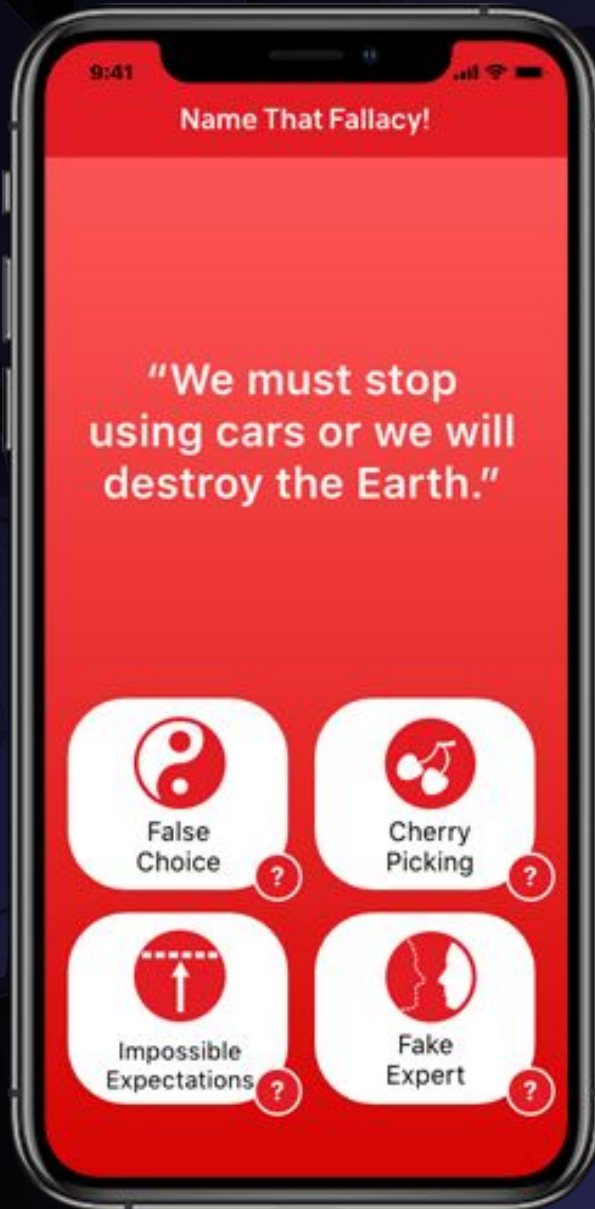 9:41
Name That Fallacy!
“We must stop
using cars or we will
destroy the Earth.”
False
Choice
?
Cherry
Picking
?
Impossible
Expectations
?
Fake
Expert
?